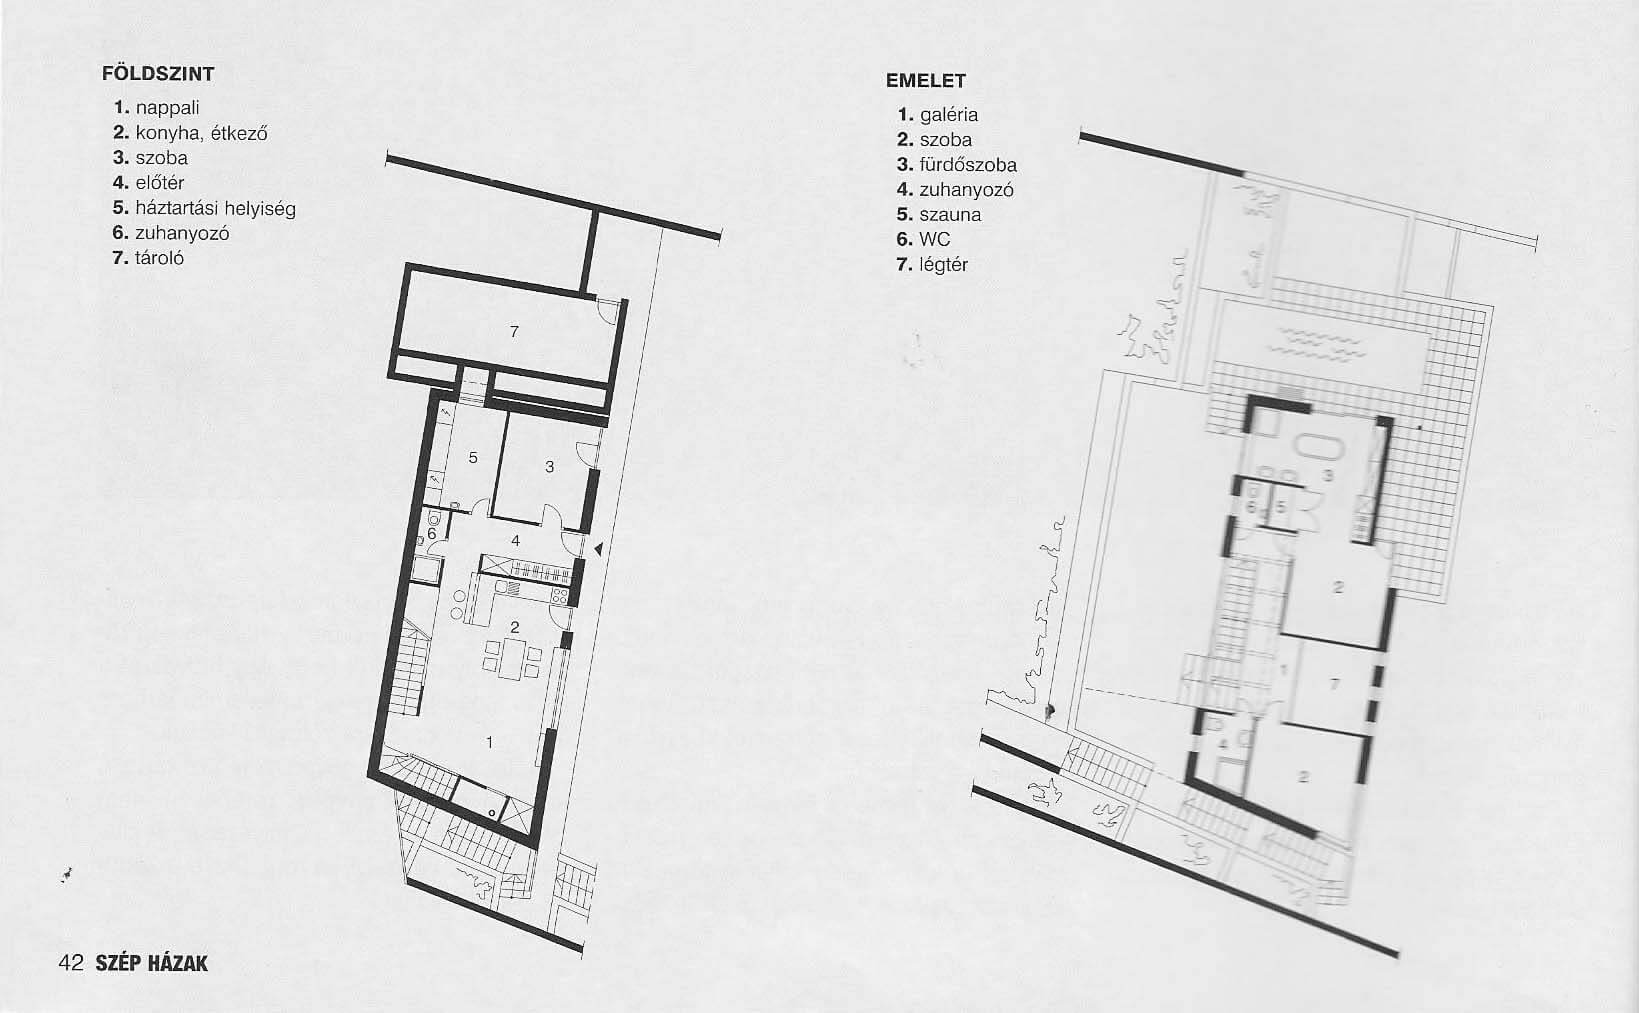 FÖLDSZINT
1. nappali
2. konyha, étkező
3. szoba
4. előtér
5. háztartási helyiség
6. zuhanyozó
7. tároló
7
5
3
6
4
2
1
EMELET
1. galéria
2. szoba
3. fürdőszoba
4. zuhanyozó
5. szauna
6. WC
7. légtér
3
6
5
2
1
7
4
2
42 SZÉP HÁZAK